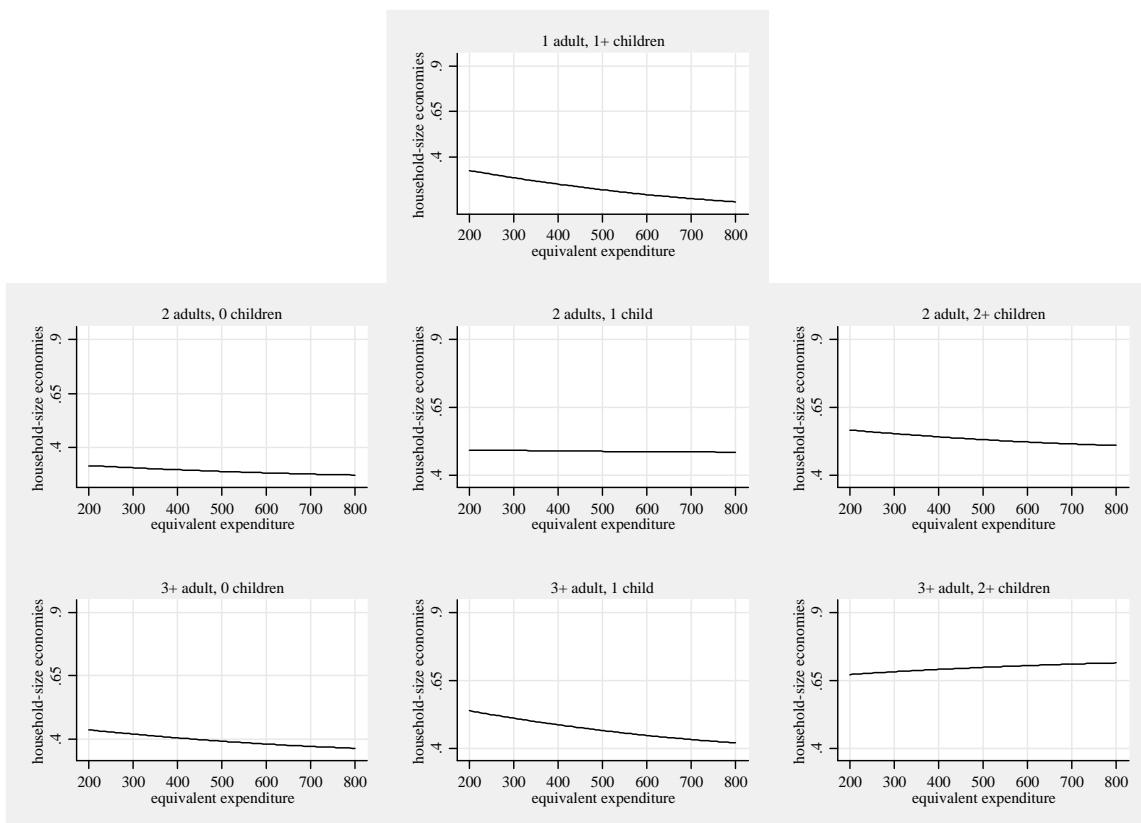 1 adult, 1+ children
household-size economies
.9
.65
.4
200 300 400 500 600 700 800
equivalent expenditure
2 adults, 0 children
household-size economies
.9
.65
.4
200 300 400 500 600 700 800
equivalent expenditure
2 adults, 1 child
household-size economies
.9
.65
.4
200 300 400 500 600 700 800
equivalent expenditure
2 adult, 2+ children
household-size economies
.9
.65
.4
200 300 400 500 600 700 800
equivalent expenditure
3+ adult, 0 children
household-size economies
.9
.65
.4
200 300 400 500 600 700 800
equivalent expenditure
3+ adult, 1 child
household-size economies
.9
.65
.4
200 300 400 500 600 700 800
equivalent expenditure
3+ adult, 2+ children
household-size economies
.9
.65
.4
200 300 400 500 600 700 800
equivalent expenditure